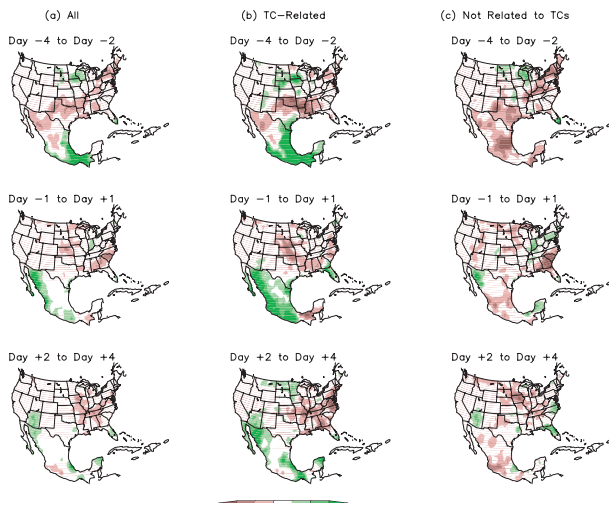 (a) All (b) TC-Related (c) Not Related to TCs
Day -4 to Day -2 Day -4 to Day -2 Day -4 to Day -2
Day -1 to Day +1 Day -1 to Day +1 Day -1 to Day +1
Day +2 to Day +4 Day +2 to Day +4 Day +2 to Day +4